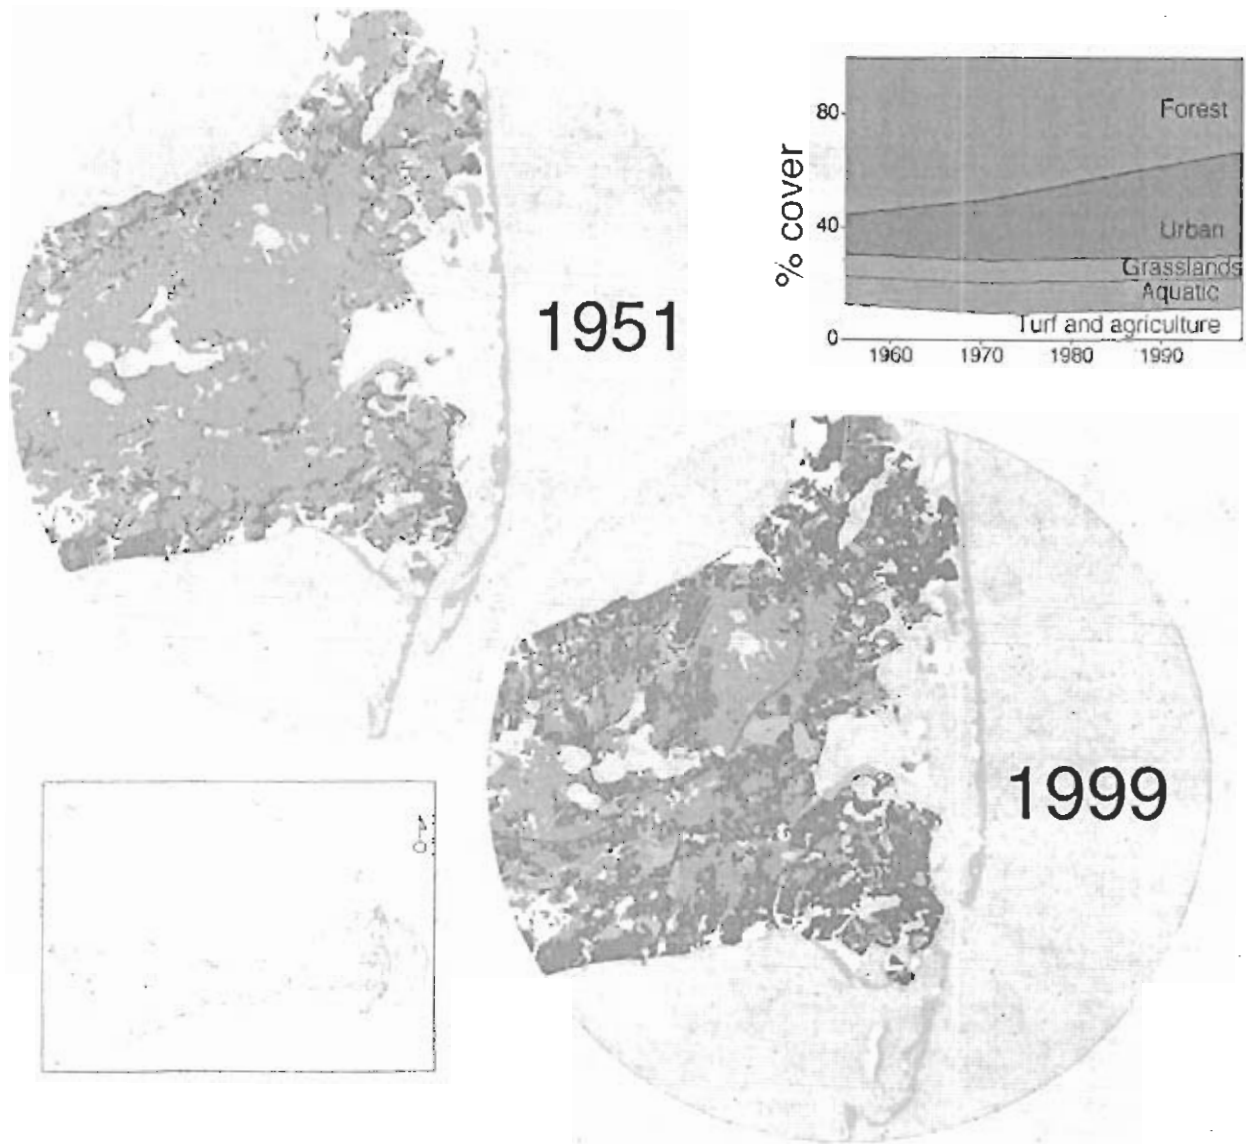 1951
% cover
80
40
0
Forest
Urban
Grasslands
Aquatic
Turf and agriculture
1960 1970 1980 1990
1999